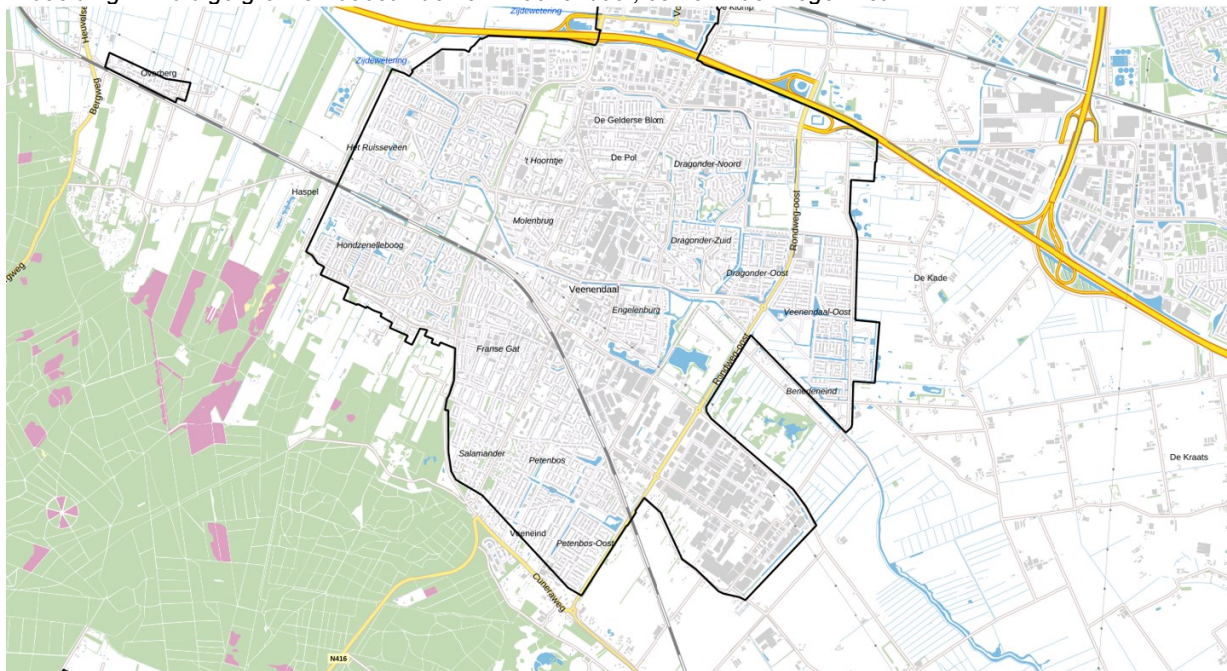 Zijdewetering
De Klomp
Heuvelse
Zijdewetering
Overberg
Bergweg
De Gelderse Blom
Het Ruisseveen
't Hoorntje
De Pol
Dragonder-Noord
Haspel
Rondweg-oost
Molenbrug
Hondzenelleboog
Dragonder-Zuid
Dragonder-Oost
De Kade
Veenendaal
Engelenburg
Veenendaal-Oost
Franse Gat
Rondweg-oost
Benedeneind
Salamander
Petenbos
De Kraats
Veeneind
Petenbos-Oost
Cuneraweg
N416